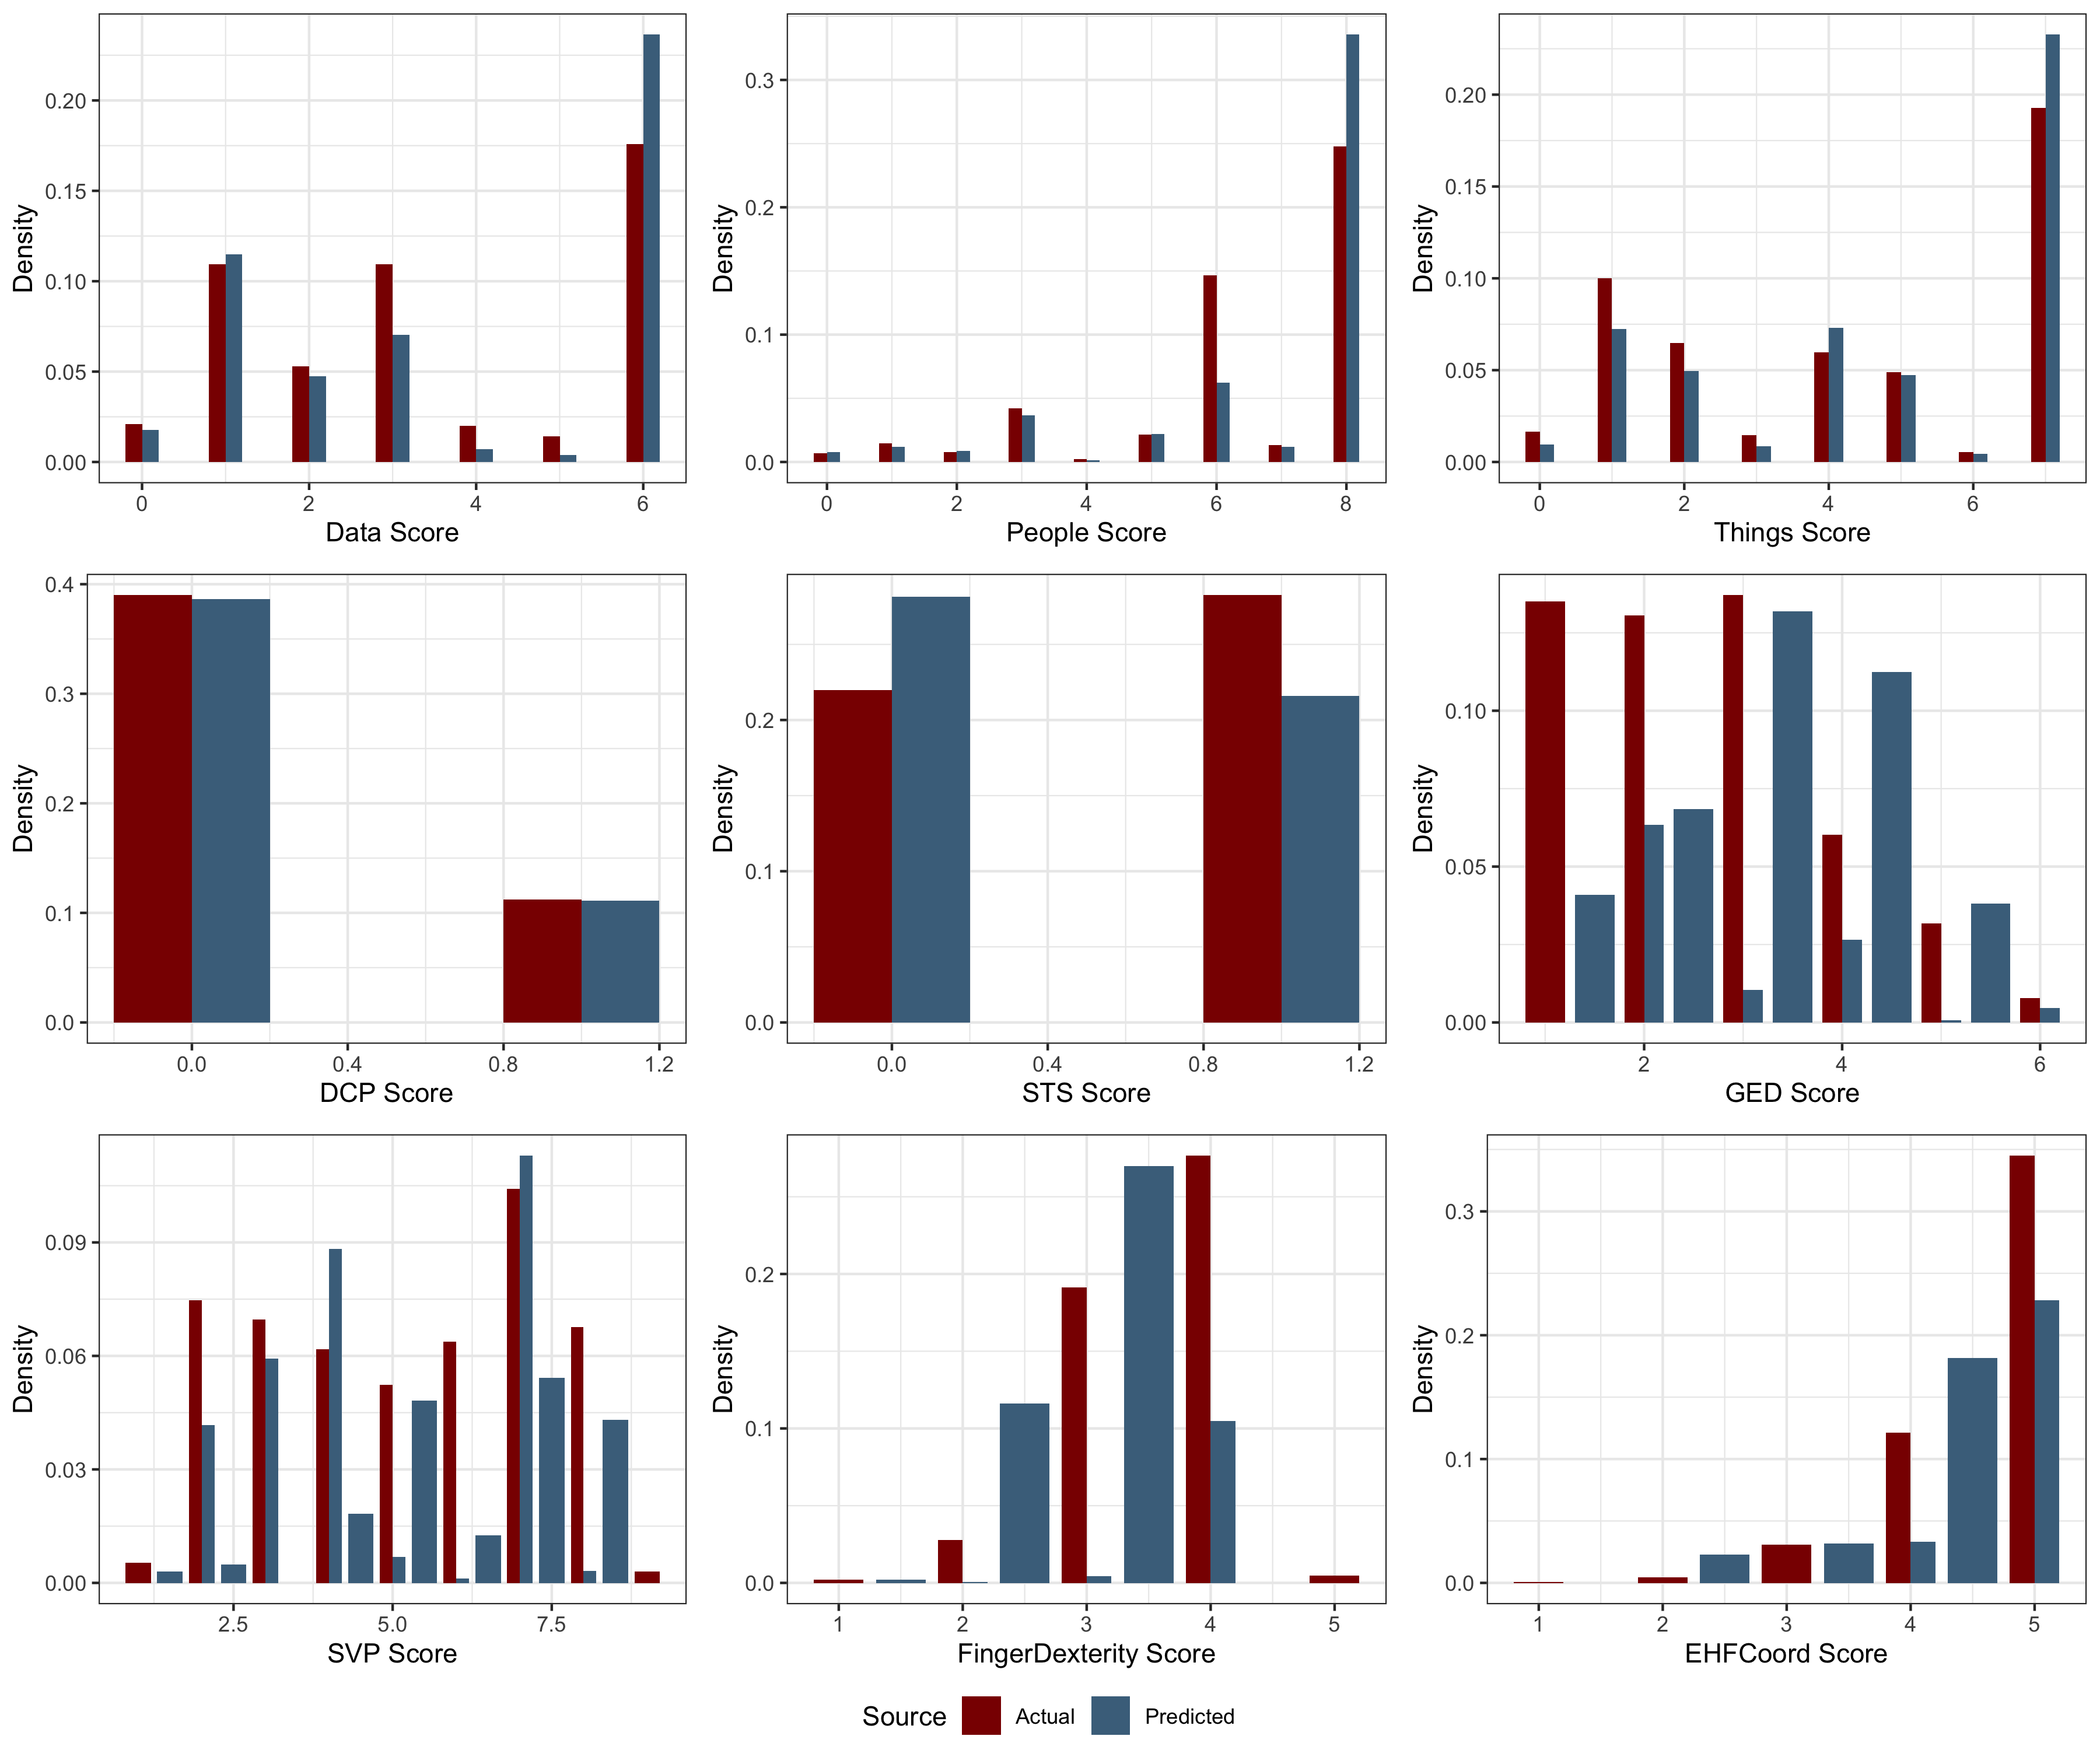 Density
0.20
0.15
0.10
0.05
0.00
0 2 4 6
Data Score
Density
0.3
0.2
0.1
0.0
0 2 4 6 8
People Score
Density
0.20
0.15
0.10
0.05
0.00
0 2 4 6
Things Score
Density
0.4
0.3
0.2
0.1
0.0
0.0 0.4 0.8 1.2
DCP Score
Density
0.2
0.1
0.0
0.0 0.4 0.8 1.2
STS Score
Density
0.10
0.05
0.00
2 4 6
GED Score
Density
0.09
0.06
0.03
0.00
2.5 5.0 7.5
SVP Score
Density
0.2
0.1
0.0
1 2 3 4 5
FingerDexterity Score
Density
0.3
0.2
0.1
0.0
1 2 3 4 5
EHFCoord Score
Source Actual Predicted